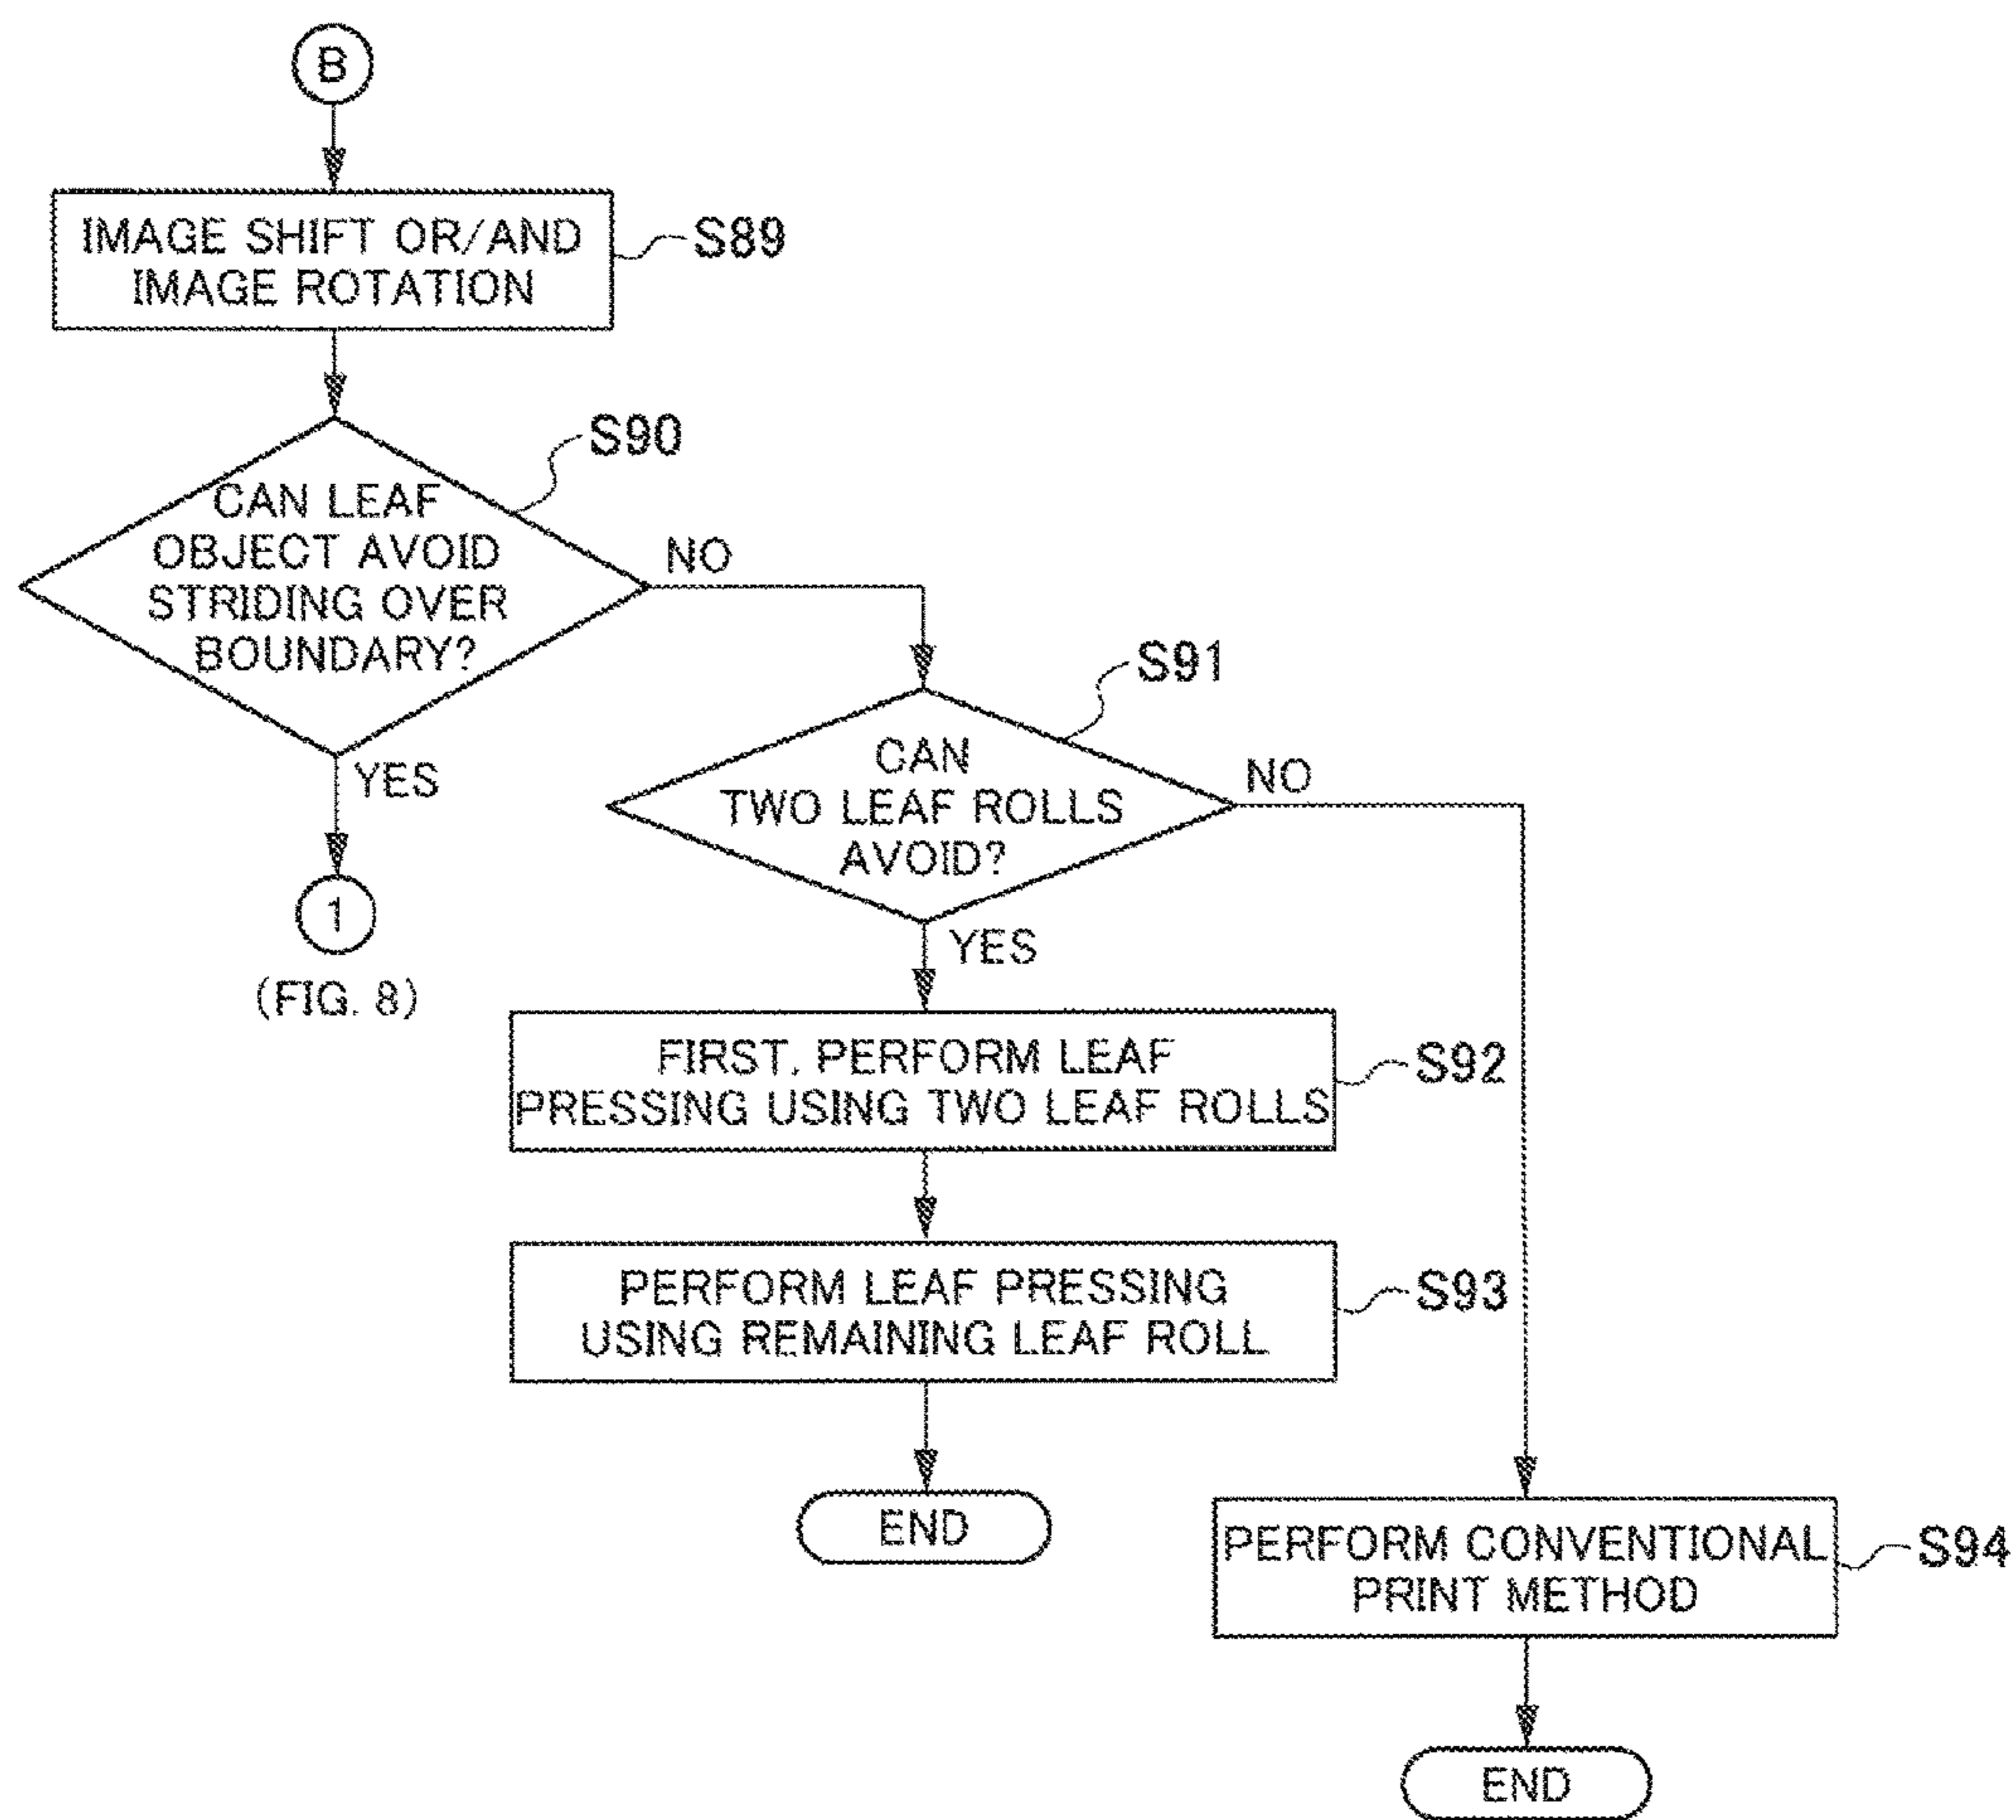 B
IMAGE SHIFT OR/AND
IMAGE ROTATION
S89
S90
CAN LEAF
OBJECT AVOID
STRIDING OVER
BOUNDARY?
NO
YES
1
(FIG. 8)
S91
CAN
TWO LEAF ROLLS
AVOID?
NO
YES
FIRST, PERFORM LEAF
PRESSING USING TWO LEAF ROLLS
S92
PERFORM LEAF PRESSING
USING REMAINING LEAF ROLL
S93
END
PERFORM CONVENTIONAL
PRINT METHOD
S94
END